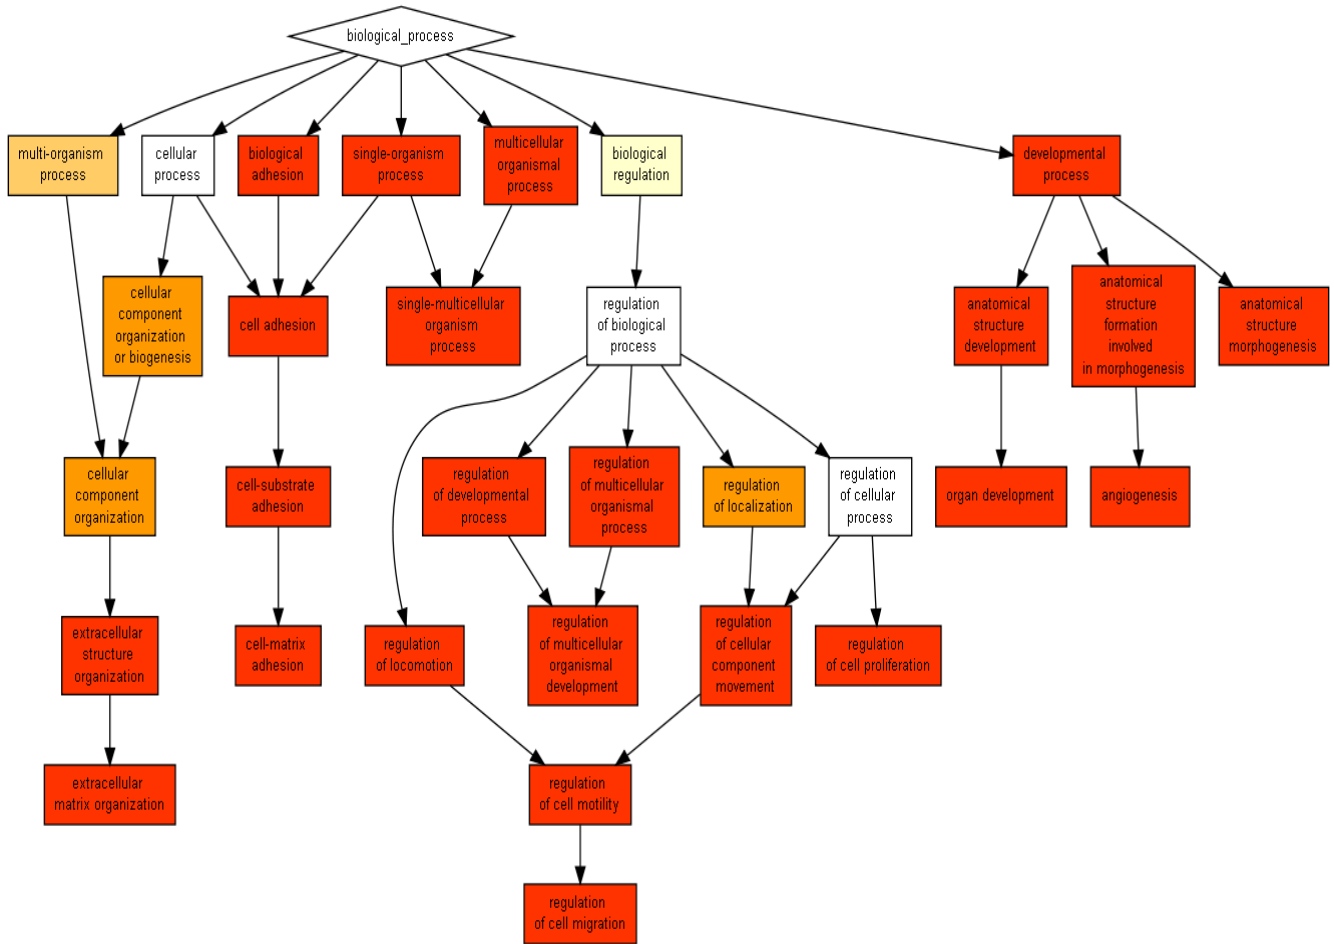 biological_process
multi-organism
process
cellular
process
biological
adhesion
single-organism
process
multicellular
organismal
process
biological
regulation
developmental
process
cellular
component
organization
or biogenesis
cell adhesion
single-multicellular
organism
process
regulation
of biological
process
anatomical
structure
development
anatomical
structure
formation
involved
in morphogenesis
anatomical
structure
morphogenesis
cellular
component
organization
cell-substrate
adhesion
regulation
of developmental
process
regulation
of multicellular
organismal
process
regulation
of localization
regulation
of cellular
process
organ development
angiogenesis
extracellular
structure
organization
cell-matrix
adhesion
regulation
of locomotion
regulation
of multicellular
organismal
development
regulation
of cellular
component
movement
regulation
of cell proliferation
extracellular
matrix organization
regulation
of cell motility
regulation
of cell migration